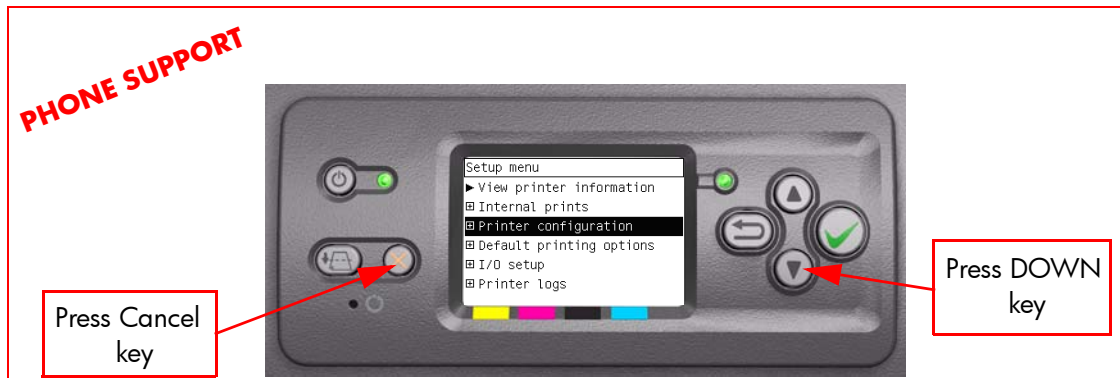 PHONE SUPPORT
Setup menu
View printer information
Internal prints
Printer configuration
Default printing options
I/O setup
Printer logs
Press Cancel
key
Press DOWN
key